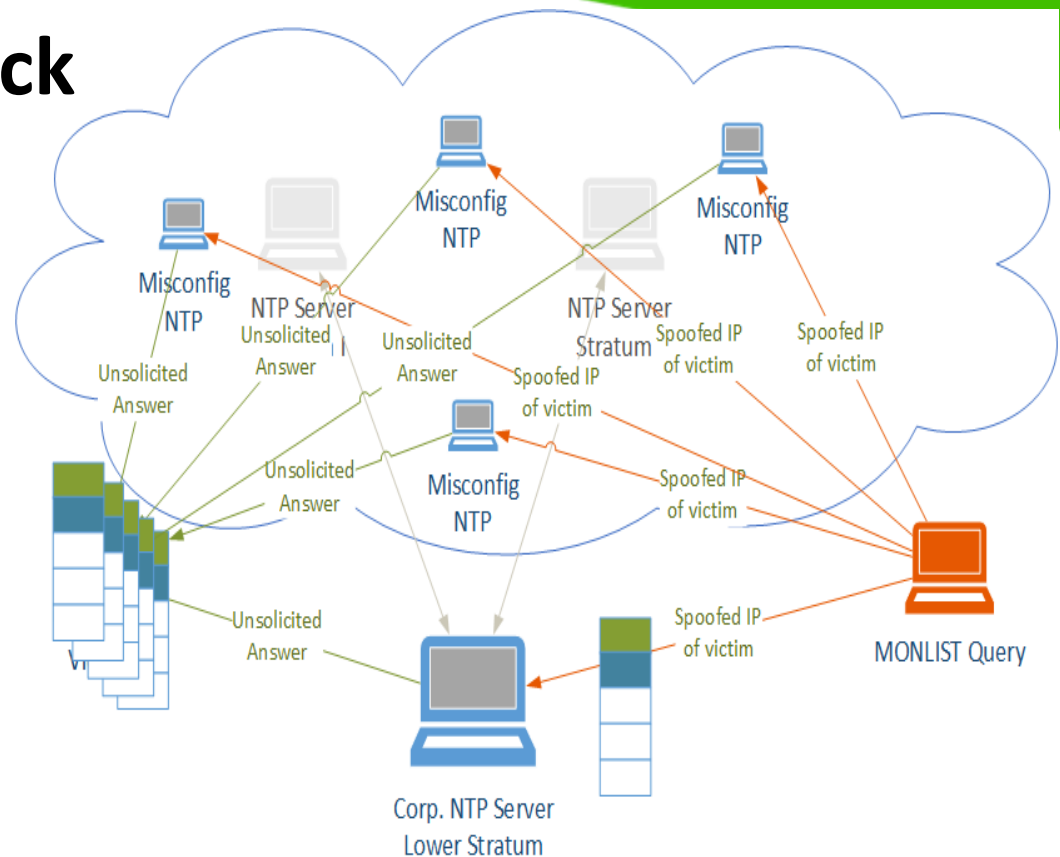 ck
Misconfig
NTP
Misconfig
NTP
Misconfig
NTP
NTP Server
NTP Server
Stratum
Unsolicited
Answer
Unsolicited
Answer
Unsolicited
Answer
Spoofed IP
of victim
Spoofed IP
of victim
Spoofed IP
of victim
Misconfig
NTP
Unsolicited
Answer
Spoofed IP
of victim
Unsolicited
Answer
Spoofed IP
of victim
MONLIST Query
Corp. NTP Server
Lower Stratum